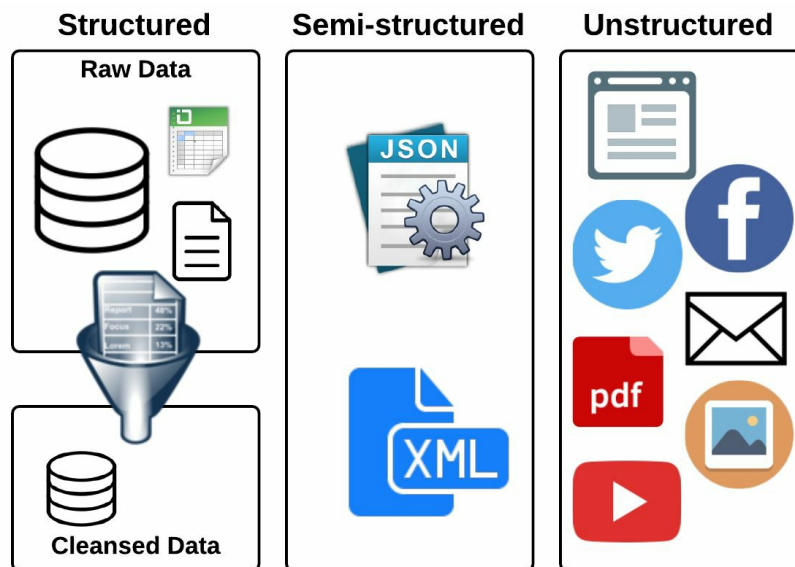 Structured
Semi-structured
Unstructured
Raw Data
JSON
Report 48%
Focus 22%
Lorem 13%
pdf
XML
Cleansed Data